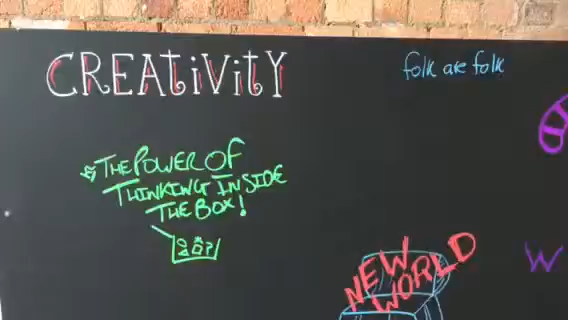 CREATiVitY
folk are folk
THE POWER OF
THINKING INSIDE
THE BOX!
NEW
WORLD
W